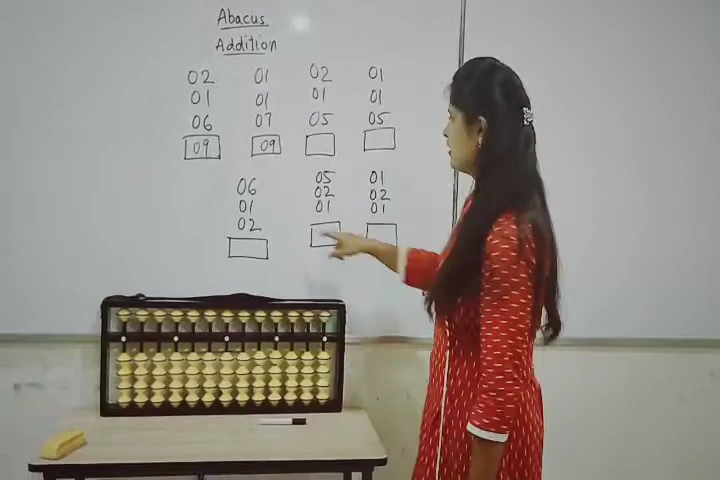 Abacus
Addition
02 01 02 01
01 01 01 01
06 07 05 05
09 09
06 05 01
01 02 02
02 01 01